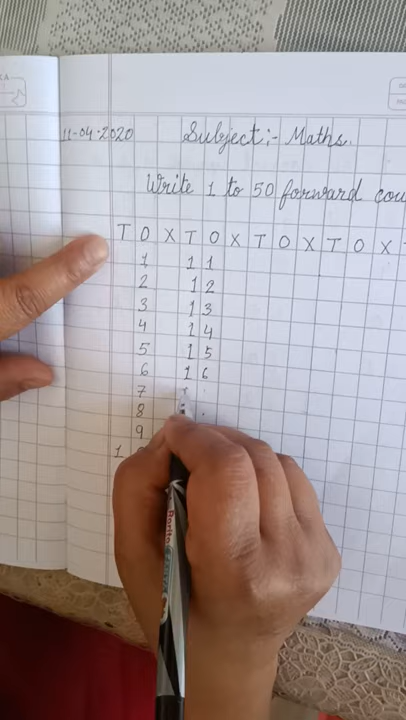 11-04-2020 Subject:- Maths.
Write 1 to 50 forward cou
T O X T O X T O X T O X
1 1 1
2 1 2
3 1 3
4 1 4
5 1 5
6 1 6
7
8
9
1